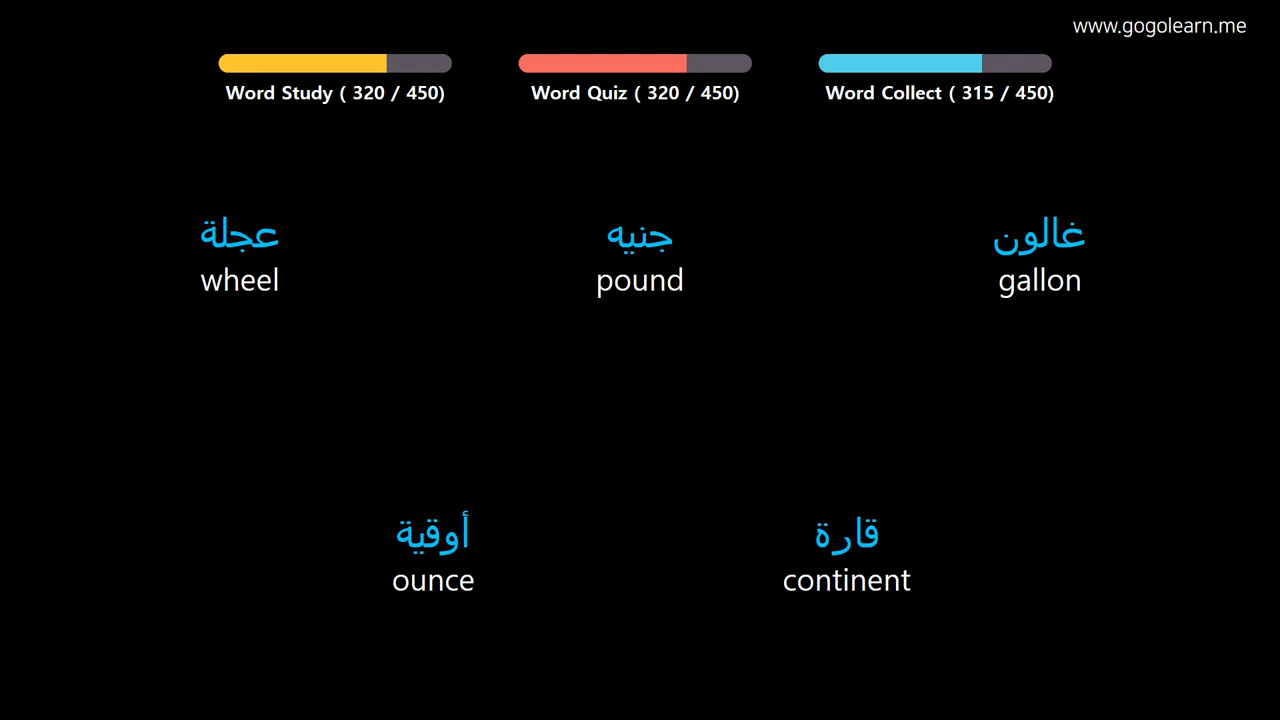 www.gogolearn.me
Word Study ( 320 / 450)
Word Quiz ( 320 / 450)
Word Collect ( 315 / 450)
عجلة
wheel
جنيه
pound
غالون
gallon
أوقية
ounce
قارة
continent